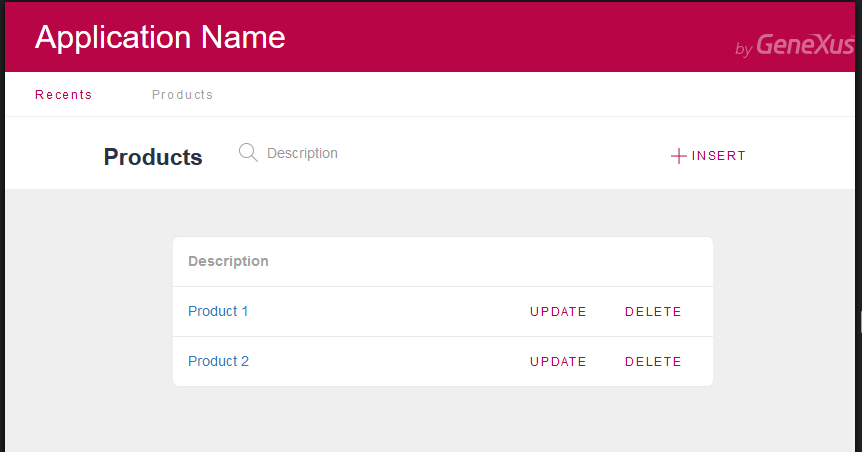 Application Name
by GeneXus
Recents Products
Products Description INSERT
Description
Product 1 UPDATE DELETE
Product 2 UPDATE DELETE